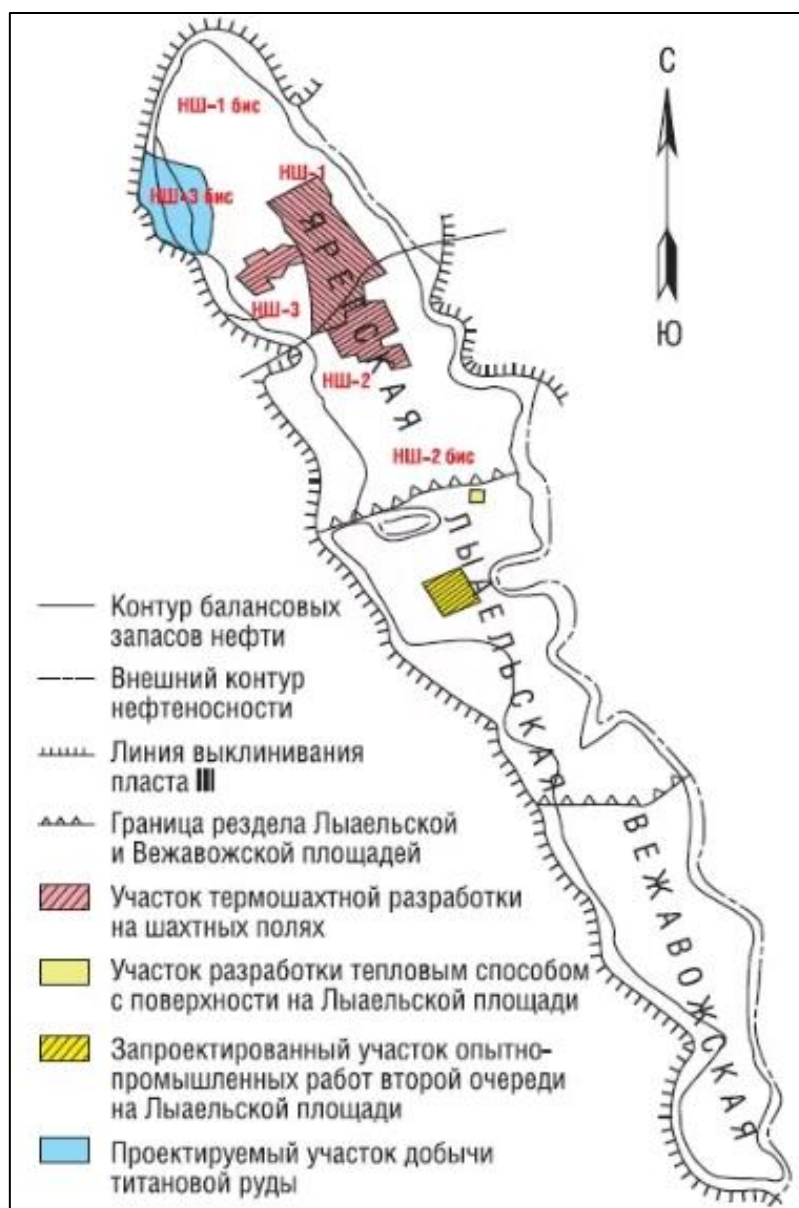 С
Ю
НШ-1 бис
НШ-1
НШ-3 бис
НШ-3
НШ-2
НШ-2 бис
ЯРЕГСКАЯ
ЛЫАЕЛЬСКАЯ
ВЕЖАВОЖСКАЯ
Контур балансовых
запасов нефти
Внешний контур
нефтеносности
Линия выклинивания
пласта III
Граница рездела Лыаельской
и Вежавожской площадей
Участок термошахтной разработки
на шахтных полях
Участок разработки тепловым способом
с поверхности на Лыаельской площади
Запроектированный участок опытно-
промышленных работ второй очереди
на Лыаельской площади
Проектируемый участок добычи
титановой руды